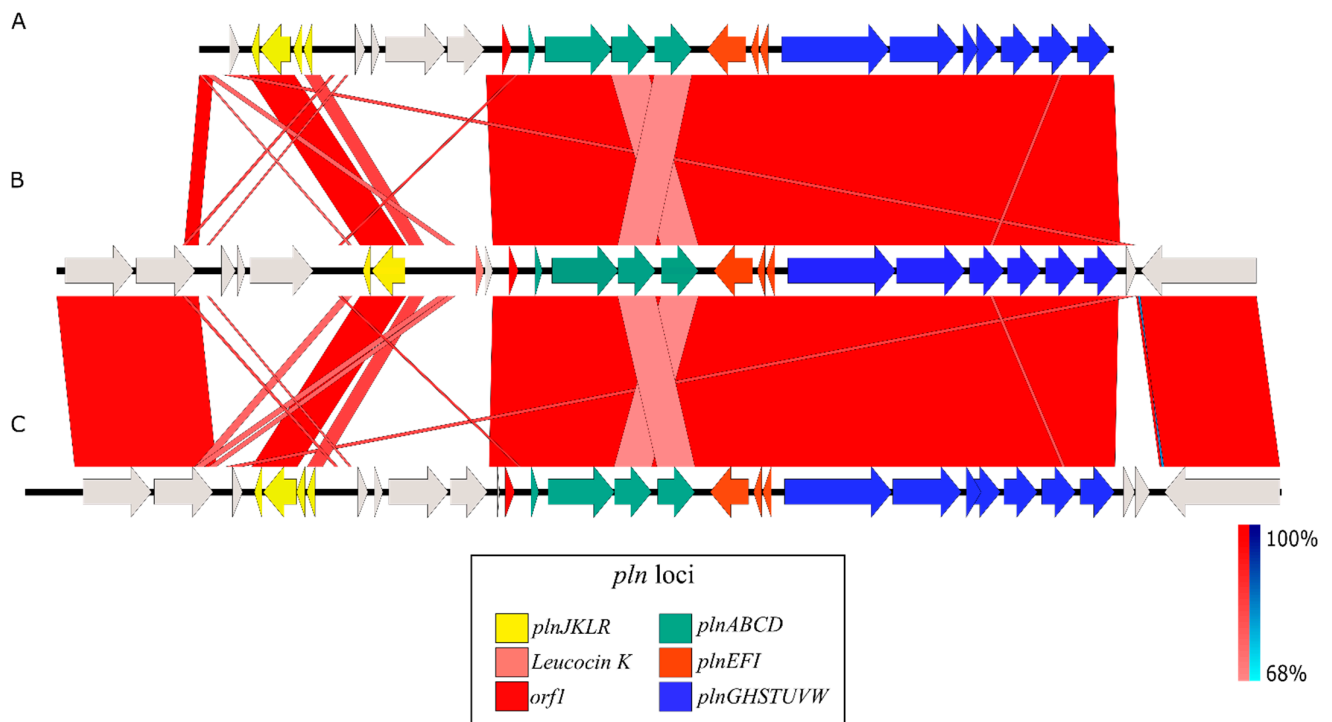 A
B
C
100%
68%
pln loci
plnJKLR
plnABCD
Leucocin K
plnEFI
orf1
plnGHSTUVW